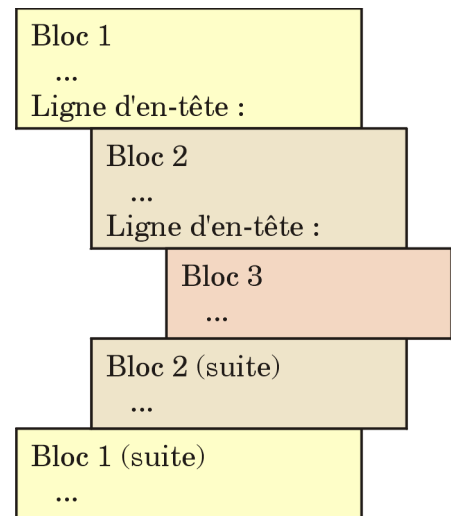 Bloc 1
...
Ligne d'en-tête :
Bloc 2
...
Ligne d'en-tête :
Bloc 3
...
Bloc 2 (suite)
...
Bloc 1 (suite)
...